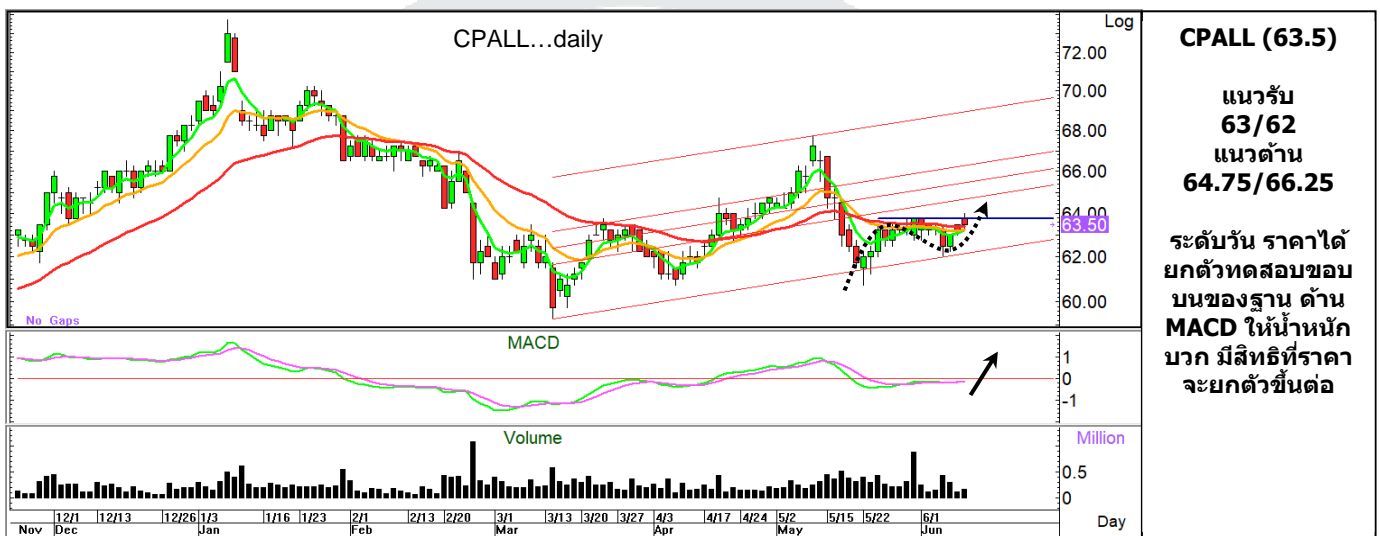 CPALL...daily
Log
72.00
70.00
68.00
66.00
64.00
63.50
62.00
60.00
No Gaps
MACD
1
0
-1
Volume
Million
0.5
0
12/1 12/13 12/26 1/3 1/16 1/23 2/1 2/13 2/20 3/1 3/13 3/20 3/27 4/3 4/17 4/24 5/2 5/15 5/22 6/1
Nov Dec Jan Feb Mar Apr May Jun
Day
CPALL (63.5)
แนวรับ
63/62
แนวต้าน
64.75/66.25
ระดับวัน ราคาได้
ยกตัวทดสอบขอบ
บนของฐาน ด้าน
MACD ให้น้ำหนัก
บวก มีสิทธิที่ราคา
จะยกตัวขึ้นต่อ